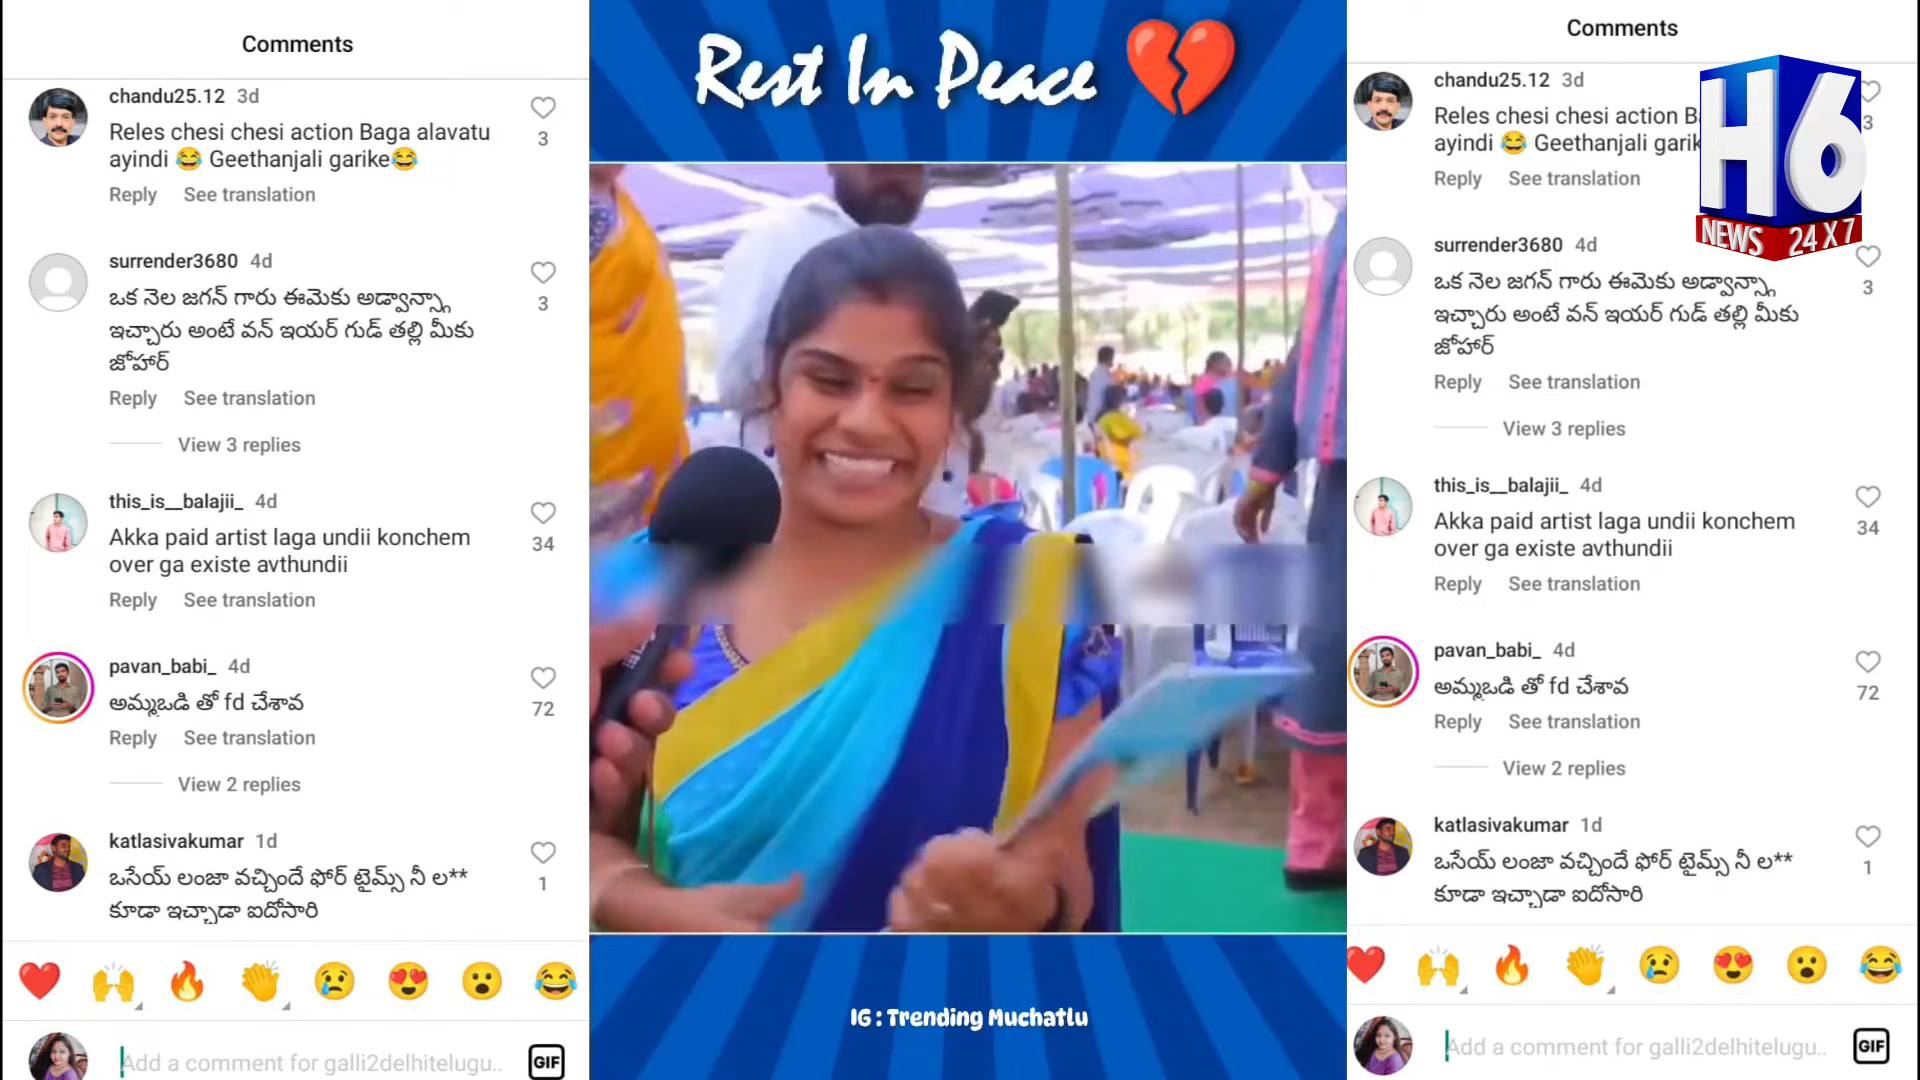 Comments
chandu25.12 3d
Reles chesi chesi action Baga alavatu
ayindi 😂 Geethanjali garike😂
3
Reply See translation
surrender3680 4d
ఒక నెల జగన్ గారు ఈమెకు అడ్వాన్స్గా
ఇచ్చారు అంటే వన్ ఇయర్ గుడ్ తల్లి మీకు
జోహార్
3
Reply See translation
View 3 replies
this_is__balajii_ 4d
Akka paid artist laga undii konchem
over ga existe avthundii
34
Reply See translation
pavan_babi_ 4d
అమ్మఒడి తో fd చేశావ
72
Reply See translation
View 2 replies
katlasivakumar 1d
ఒసేయ్ లంజా వచ్చిందే ఫోర్ టైమ్స్ నీ ల**
కూడా ఇచ్చాడా ఐదోసారి
1
Add a comment for galli2delhitelugu..
GIF
Rest In Peace 💔
IG : Trending Muchatlu
Comments
chandu25.12 3d
Reles chesi chesi action
ayindi 😂 Geethanjali
3
Reply See translation
H6
NEWS 24 X 7
surrender3680 4d
ఒక నెల జగన్ గారు ఈమెకు అడ్వాన్స్గా
ఇచ్చారు అంటే వన్ ఇయర్ గుడ్ తల్లి మీకు
జోహార్
3
Reply See translation
View 3 replies
this_is__balajii_ 4d
Akka paid artist laga undii konchem
over ga existe avthundii
34
Reply See translation
pavan_babi_ 4d
అమ్మఒడి తో fd చేశావ
72
Reply See translation
View 2 replies
katlasivakumar 1d
ఒసేయ్ లంజా వచ్చిందే ఫోర్ టైమ్స్ నీ ల**
కూడా ఇచ్చాడా ఐదోసారి
1
Add a comment for galli2delhitelugu..
GIF